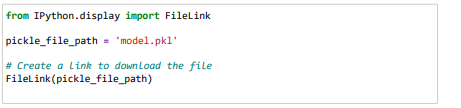 from IPython.display import FileLink
pickle_file_path = 'model.pkl'
# Create a link to download the file
FileLink(pickle_file_path)